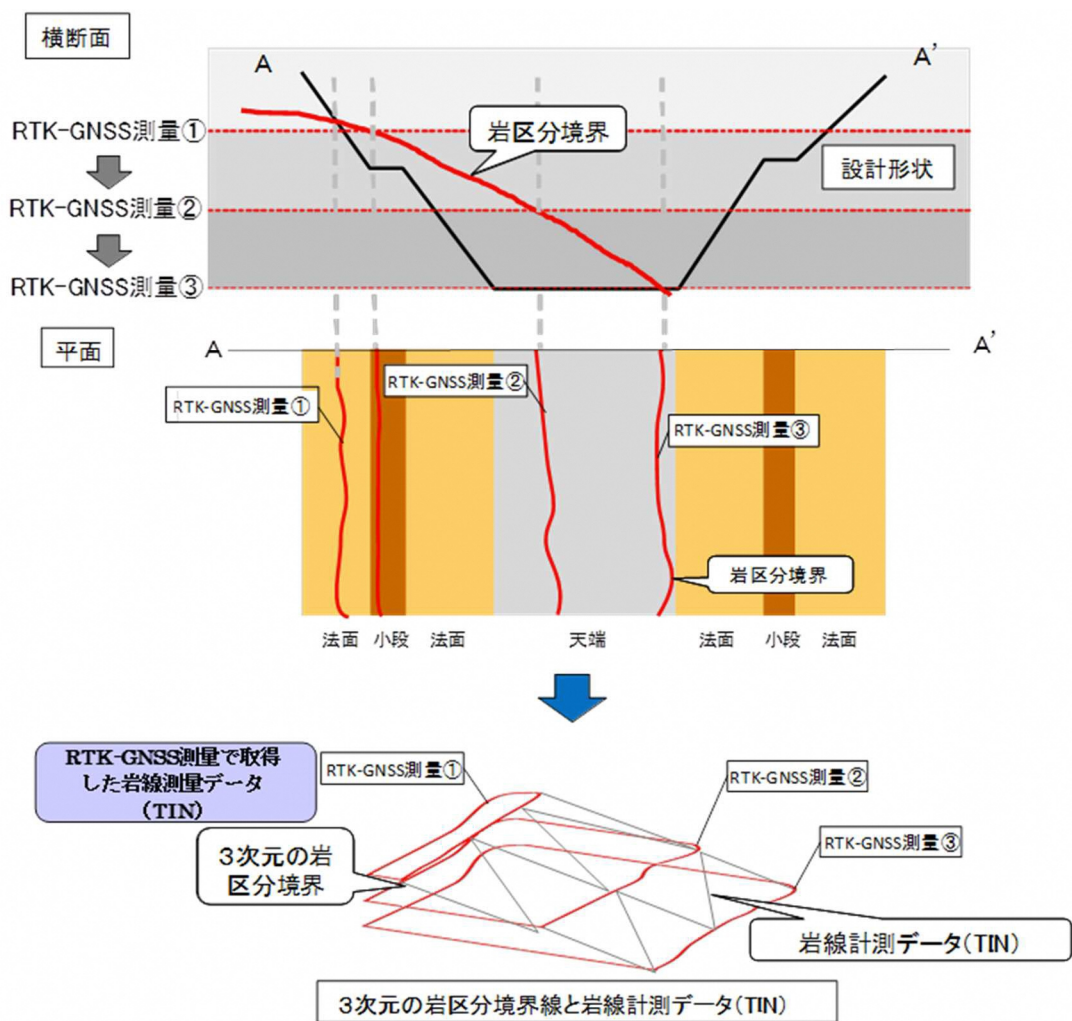 横断面
A
A'
RTK-GNSS測量①
岩区分境界
設計形状
RTK-GNSS測量②
RTK-GNSS測量③
平面
A
A'
RTK-GNSS測量②
RTK-GNSS測量①
RTK-GNSS測量③
岩区分境界
法面
小段
法面
天端
法面
小段
法面
RTK-GNSS測量で取得
した岩線測量データ
(TIN)
RTK-GNSS測量①
RTK-GNSS測量②
RTK-GNSS測量③
3次元の岩
区分境界
岩線計測データ(TIN)
3次元の岩区分境界線と岩線計測データ(TIN)